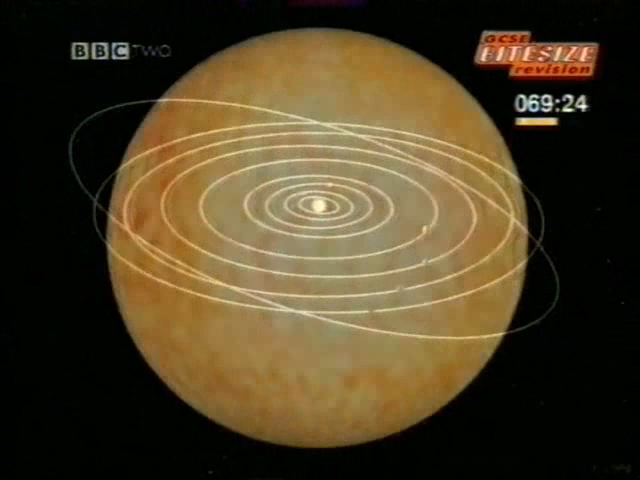 BBC TWO
GCSE
BITESIZE
revision
069:24